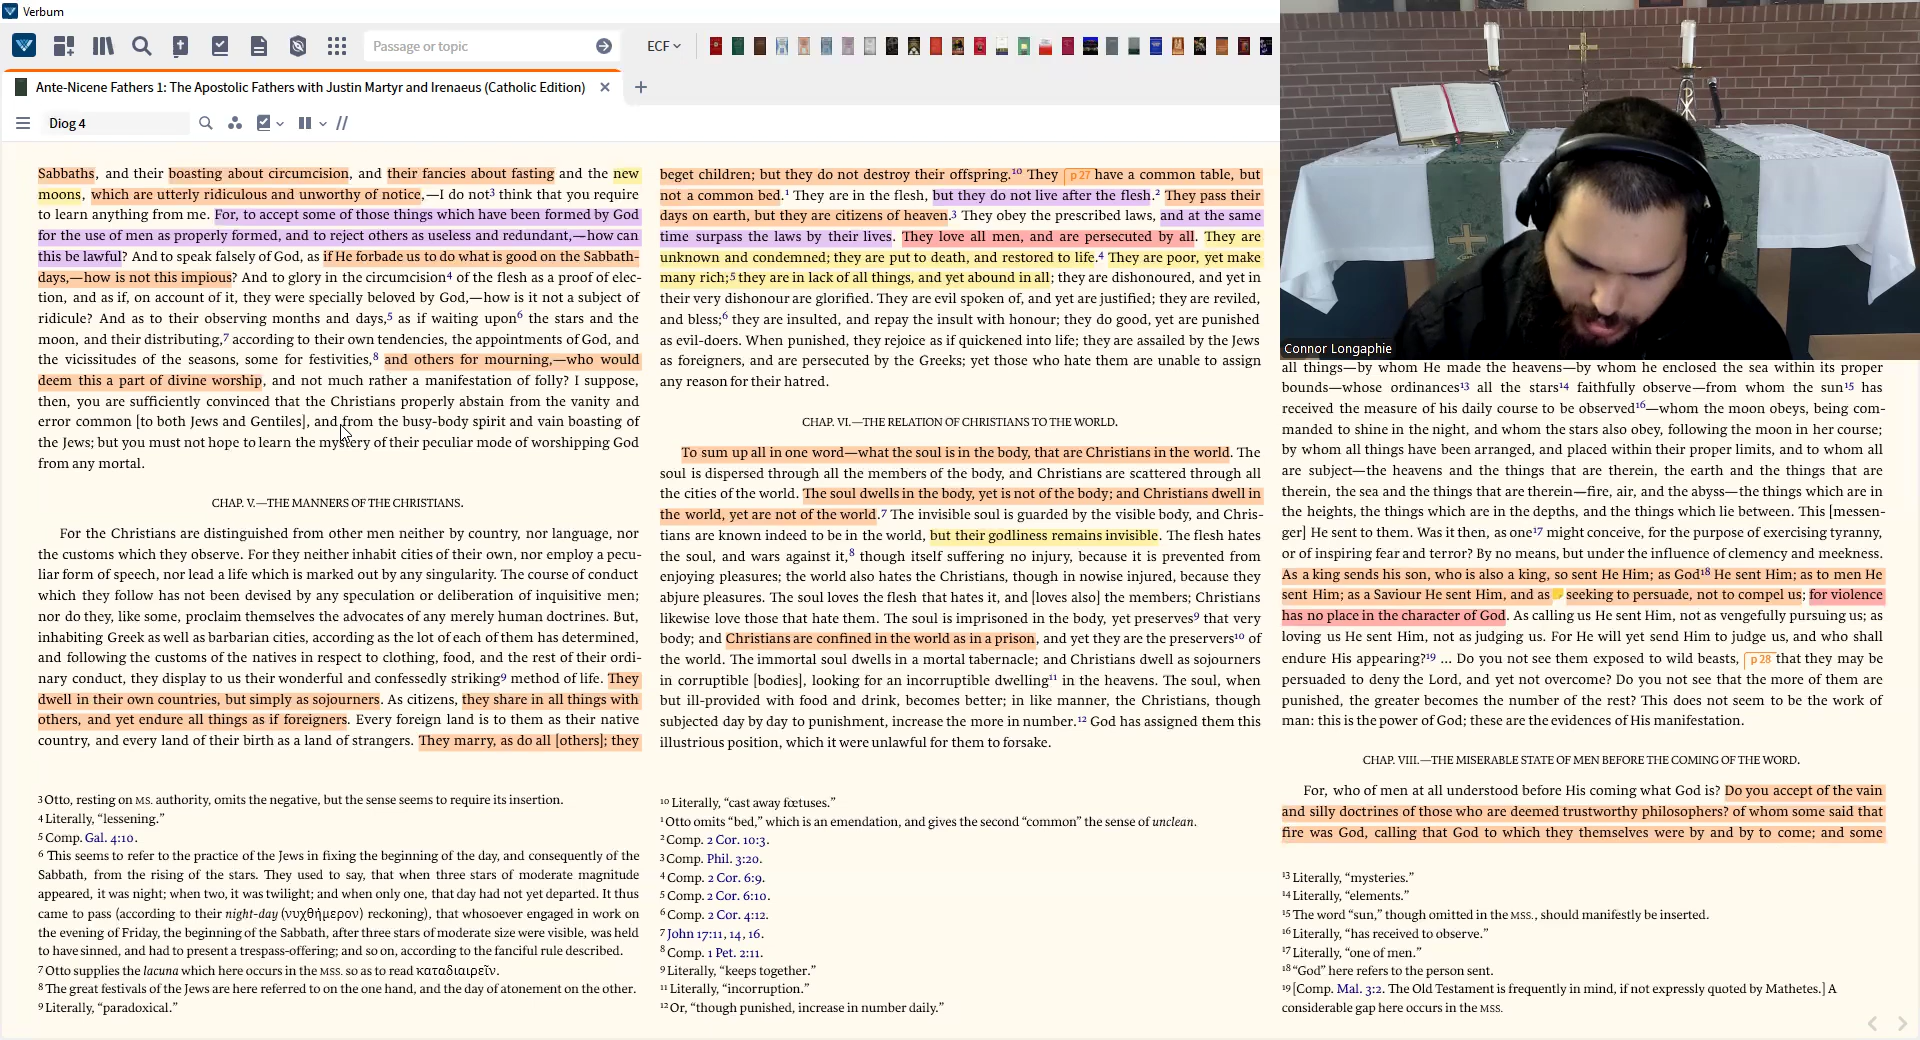 Verbum
Passage or topic
ECF
Ante-Nicene Fathers 1: The Apostolic Fathers with Justin Martyr and Irenaeus (Catholic Edition)
Diog 4
Sabbaths, and their boasting about circumcision, and their fancies about fasting and the new
moons, which are utterly ridiculous and unworthy of notice,—I do not³ think that you require
to learn anything from me. For, to accept some of those things which have been formed by God
for the use of men as properly formed, and to reject others as useless and redundant,—how can
this be lawful? And to speak falsely of God, as if He forbade us to do what is good on the Sabbath-
days,—how is not this impious? And to glory in the circumcision⁴ of the flesh as a proof of elec-
tion, and as if, on account of it, they were specially beloved by God,—how is it not a subject of
ridicule? And as to their observing months and days,⁵ as if waiting upon⁶ the stars and the
moon, and their distributing,⁷ according to their own tendencies, the appointments of God, and
the vicissitudes of the seasons, some for festivities,⁸ and others for mourning,—who would
deem this a part of divine worship, and not much rather a manifestation of folly? I suppose,
then, you are sufficiently convinced that the Christians properly abstain from the vanity and
error common [to both Jews and Gentiles], and from the busy-body spirit and vain boasting of
the Jews; but you must not hope to learn the mystery of their peculiar mode of worshipping God
from any mortal.
CHAP. V.—THE MANNERS OF THE CHRISTIANS.
For the Christians are distinguished from other men neither by country, nor language, nor
the customs which they observe. For they neither inhabit cities of their own, nor employ a pecu-
liar form of speech, nor lead a life which is marked out by any singularity. The course of conduct
which they follow has not been devised by any speculation or deliberation of inquisitive men;
nor do they, like some, proclaim themselves the advocates of any merely human doctrines. But,
inhabiting Greek as well as barbarian cities, according as the lot of each of them has determined,
and following the customs of the natives in respect to clothing, food, and the rest of their ordi-
nary conduct, they display to us their wonderful and confessedly striking⁹ method of life. They
dwell in their own countries, but simply as sojourners. As citizens, they share in all things with
others, and yet endure all things as if foreigners. Every foreign land is to them as their native
country, and every land of their birth as a land of strangers. They marry, as do all [others]; they
³ Otto, resting on MS. authority, omits the negative, but the sense seems to require its insertion.
⁴ Literally, “lessening.”
⁵ Comp. Gal. 4:10.
⁶ This seems to refer to the practice of the Jews in fixing the beginning of the day, and consequently of the
Sabbath, from the rising of the stars. They used to say, that when three stars of moderate magnitude
appeared, it was night; when two, it was twilight; and when only one, that day had not yet departed. It thus
came to pass (according to their night-day (νυχθήμερον) reckoning), that whosoever engaged in work on
the evening of Friday, the beginning of the Sabbath, after three stars of moderate size were visible, was held
to have sinned, and had to present a trespass-offering; and so on, according to the fanciful rule described.
⁷ Otto supplies the lacuna which here occurs in the MSS. so as to read καταδιαιρεῖν.
⁸ The great festivals of the Jews are here referred to on the one hand, and the day of atonement on the other.
⁹ Literally, “paradoxical.”
beget children; but they do not destroy their offspring.¹⁰ They p 27 have a common table, but
not a common bed.¹ They are in the flesh, but they do not live after the flesh.² They pass their
days on earth, but they are citizens of heaven.³ They obey the prescribed laws, and at the same
time surpass the laws by their lives. They love all men, and are persecuted by all. They are
unknown and condemned; they are put to death, and restored to life.⁴ They are poor, yet make
many rich;⁵ they are in lack of all things, and yet abound in all; they are dishonoured, and yet in
their very dishonour are glorified. They are evil spoken of, and yet are justified; they are reviled,
and bless;⁶ they are insulted, and repay the insult with honour; they do good, yet are punished
as evil-doers. When punished, they rejoice as if quickened into life; they are assailed by the Jews
as foreigners, and are persecuted by the Greeks; yet those who hate them are unable to assign
any reason for their hatred.
CHAP. VI.—THE RELATION OF CHRISTIANS TO THE WORLD.
To sum up all in one word—what the soul is in the body, that are Christians in the world. The
soul is dispersed through all the members of the body, and Christians are scattered through all
the cities of the world. The soul dwells in the body, yet is not of the body; and Christians dwell in
the world, yet are not of the world.⁷ The invisible soul is guarded by the visible body, and Chris-
tians are known indeed to be in the world, but their godliness remains invisible. The flesh hates
the soul, and wars against it,⁸ though itself suffering no injury, because it is prevented from
enjoying pleasures; the world also hates the Christians, though in nowise injured, because they
abjure pleasures. The soul loves the flesh that hates it, and [loves also] the members; Christians
likewise love those that hate them. The soul is imprisoned in the body, yet preserves⁹ that very
body; and Christians are confined in the world as in a prison, and yet they are the preservers¹⁰ of
the world. The immortal soul dwells in a mortal tabernacle; and Christians dwell as sojourners
in corruptible [bodies], looking for an incorruptible dwelling¹¹ in the heavens. The soul, when
but ill-provided with food and drink, becomes better; in like manner, the Christians, though
subjected day by day to punishment, increase the more in number.¹² God has assigned them this
illustrious position, which it were unlawful for them to forsake.
¹⁰ Literally, “cast away fœtuses.”
¹ Otto omits “bed,” which is an emendation, and gives the second “common” the sense of unclean.
² Comp. 2 Cor. 10:3.
³ Comp. Phil. 3:20.
⁴ Comp. 2 Cor. 6:9.
⁵ Comp. 2 Cor. 6:10.
⁶ Comp. 2 Cor. 4:12.
⁷ John 17:11, 14, 16.
⁸ Comp. 1 Pet. 2:11.
⁹ Literally, “keeps together.”
¹¹ Literally, “incorruption.”
¹² Or, “though punished, increase in number daily.”
Connor Longaphie
all things—by whom He made the heavens—by whom he enclosed the sea within its proper
bounds—whose ordinances¹³ all the stars¹⁴ faithfully observe—from whom the sun¹⁵ has
received the measure of his daily course to be observed¹⁶—whom the moon obeys, being com-
manded to shine in the night, and whom the stars also obey, following the moon in her course;
by whom all things have been arranged, and placed within their proper limits, and to whom all
are subject—the heavens and the things that are therein, the earth and the things that are
therein, the sea and the things that are therein—fire, air, and the abyss—the things which are in
the heights, the things which are in the depths, and the things which lie between. This [messen-
ger] He sent to them. Was it then, as one¹⁷ might conceive, for the purpose of exercising tyranny,
or of inspiring fear and terror? By no means, but under the influence of clemency and meekness.
As a king sends his son, who is also a king, so sent He Him; as God¹⁸ He sent Him; as to men He
sent Him; as a Saviour He sent Him, and as seeking to persuade, not to compel us; for violence
has no place in the character of God. As calling us He sent Him, not as vengefully pursuing us; as
loving us He sent Him, not as judging us. For He will yet send Him to judge us, and who shall
endure His appearing?¹⁹ ... Do you not see them exposed to wild beasts, p 28 that they may be
persuaded to deny the Lord, and yet not overcome? Do you not see that the more of them are
punished, the greater becomes the number of the rest? This does not seem to be the work of
man: this is the power of God; these are the evidences of His manifestation.
CHAP. VIII.—THE MISERABLE STATE OF MEN BEFORE THE COMING OF THE WORD.
For, who of men at all understood before His coming what God is? Do you accept of the vain
and silly doctrines of those who are deemed trustworthy philosophers? of whom some said that
fire was God, calling that God to which they themselves were by and by to come; and some
¹³ Literally, “mysteries.”
¹⁴ Literally, “elements.”
¹⁵ The word “sun,” though omitted in the MSS., should manifestly be inserted.
¹⁶ Literally, “has received to observe.”
¹⁷ Literally, “one of men.”
¹⁸ “God” here refers to the person sent.
¹⁹ [Comp. Mal. 3:2. The Old Testament is frequently in mind, if not expressly quoted by Mathetes.] A
considerable gap here occurs in the MSS.